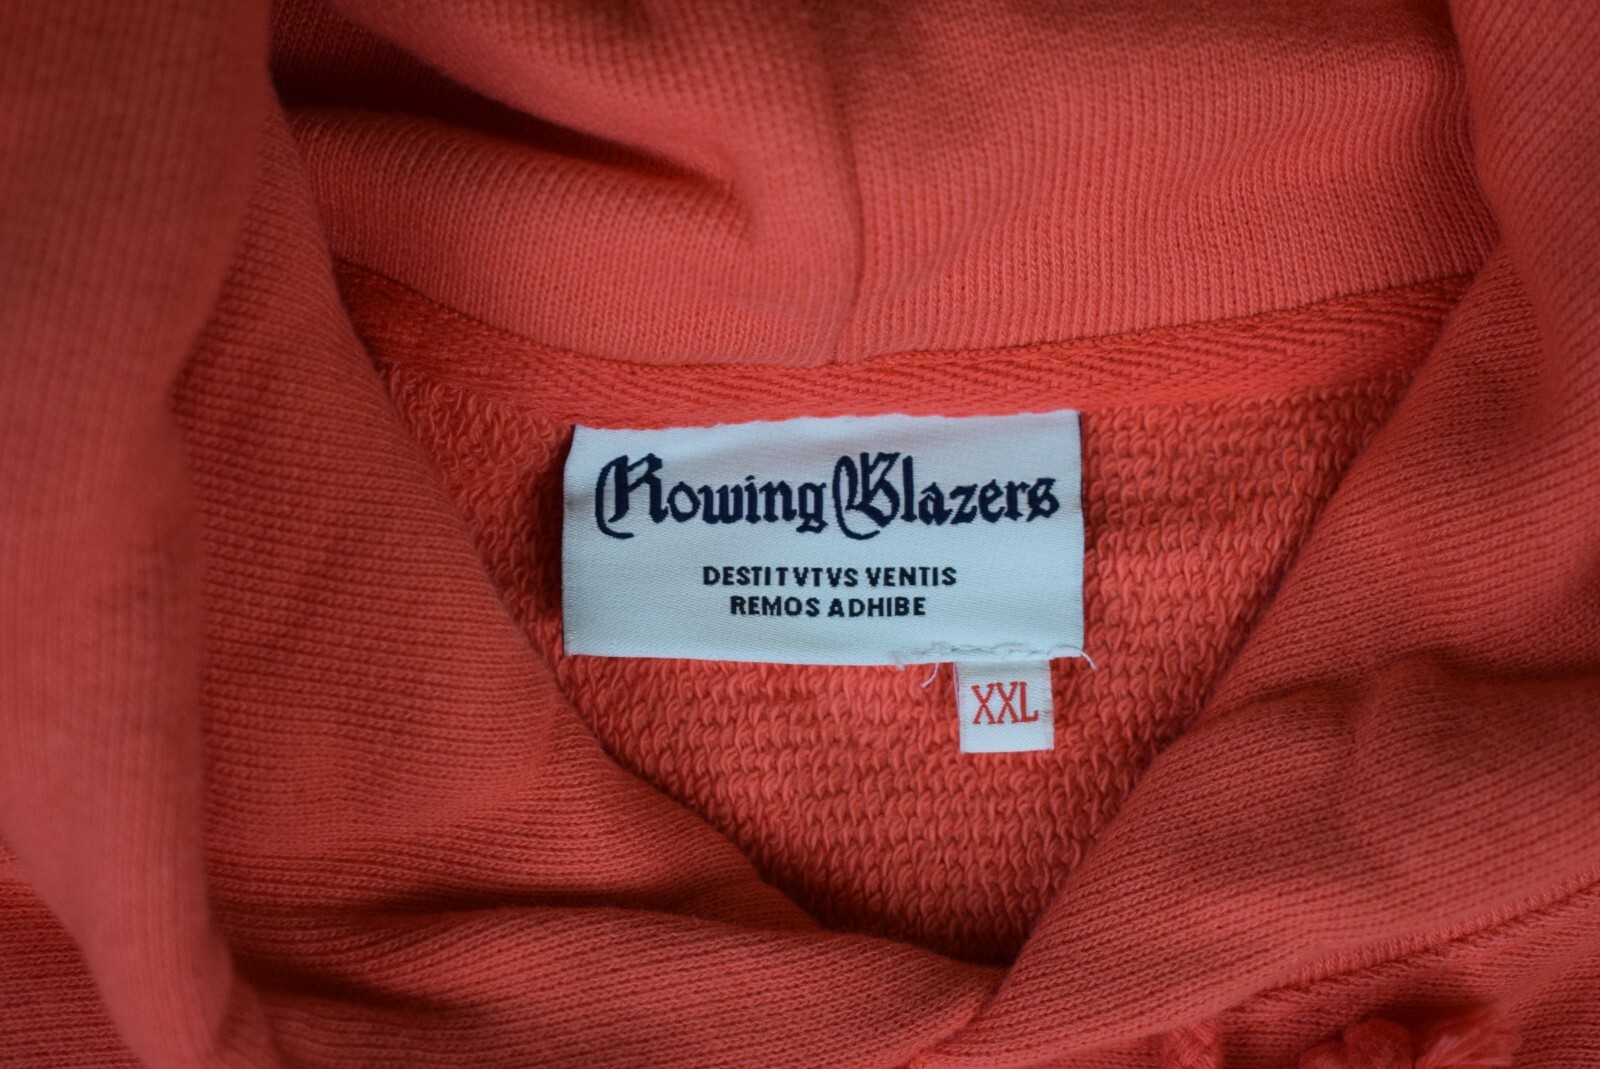 Rowing Blazers
DESTITVTVS VENTIS
REMOS ADHIBE
XXL